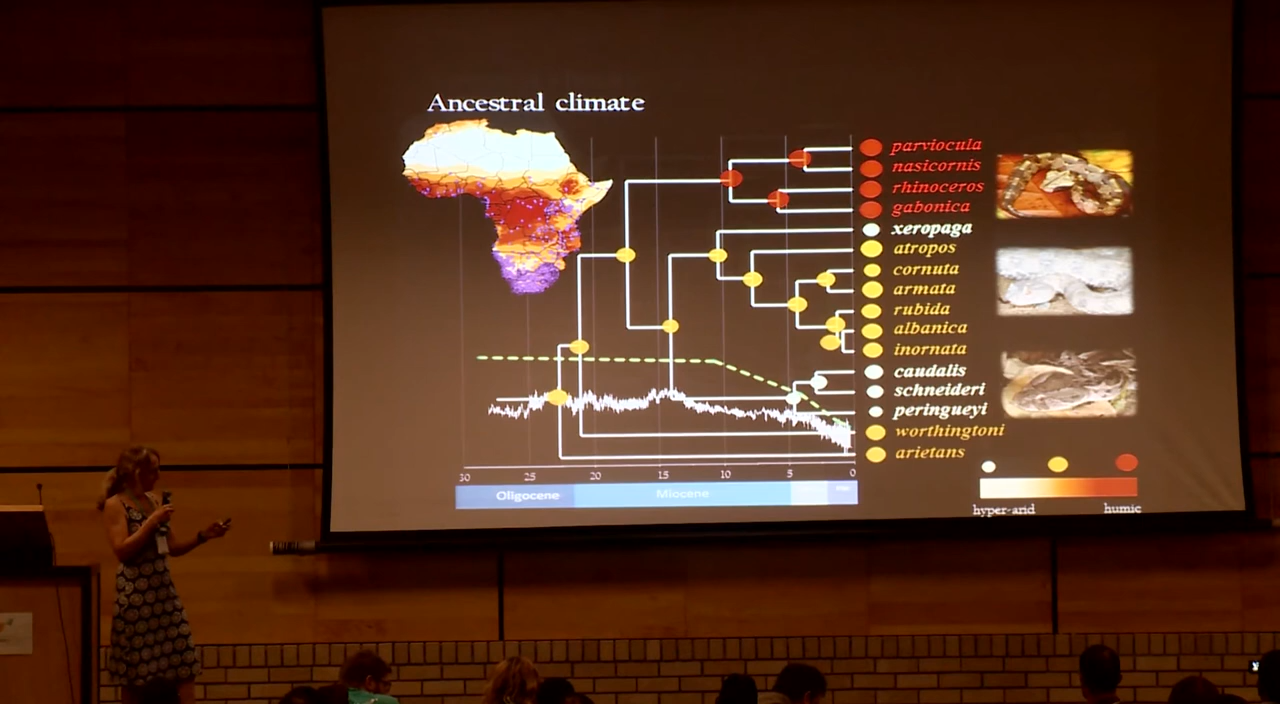 Ancestral climate
parviocula
nasicornis
rhinoceros
gabonica
xeropaga
atropos
cornuta
armata
rubida
albanica
inornata
caudalis
schneideri
peringueyi
worthingtoni
arietans
30 25 20 15 10 5 0
Oligocene Miocene
hyper-arid humic